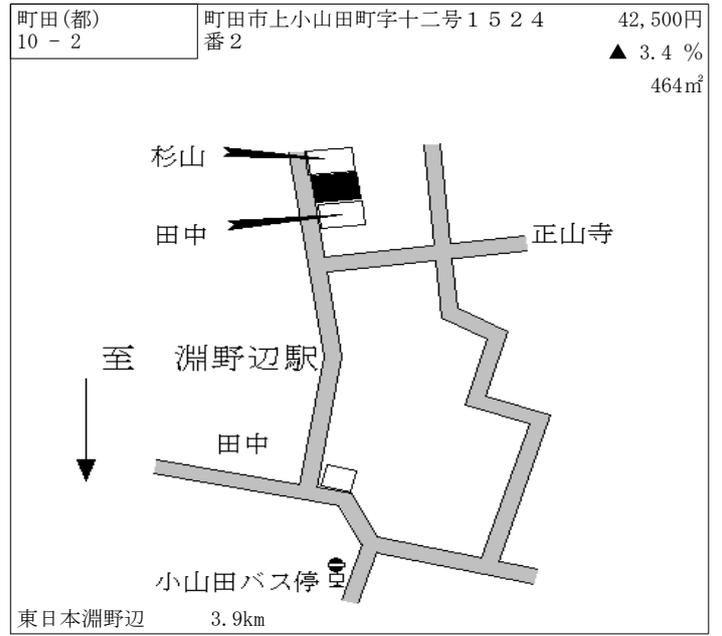 町田(都)
10 - 2
町田市上小山田町字十二号1524
番2
42,500円
▲ 3.4 %
464㎡
杉山
田中
正山寺
至 淵野辺駅
田中
小山田バス停
東日本淵野辺 3.9km